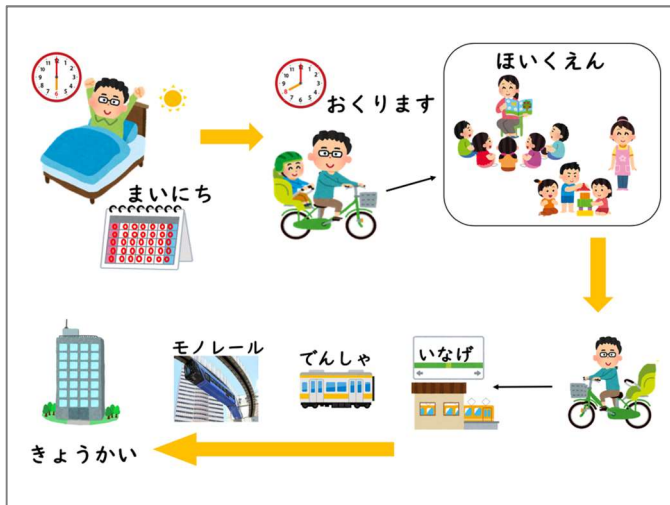 おくります
ほいくえん
まいにち
モノレール
でんしゃ
いなげ
きょうかい